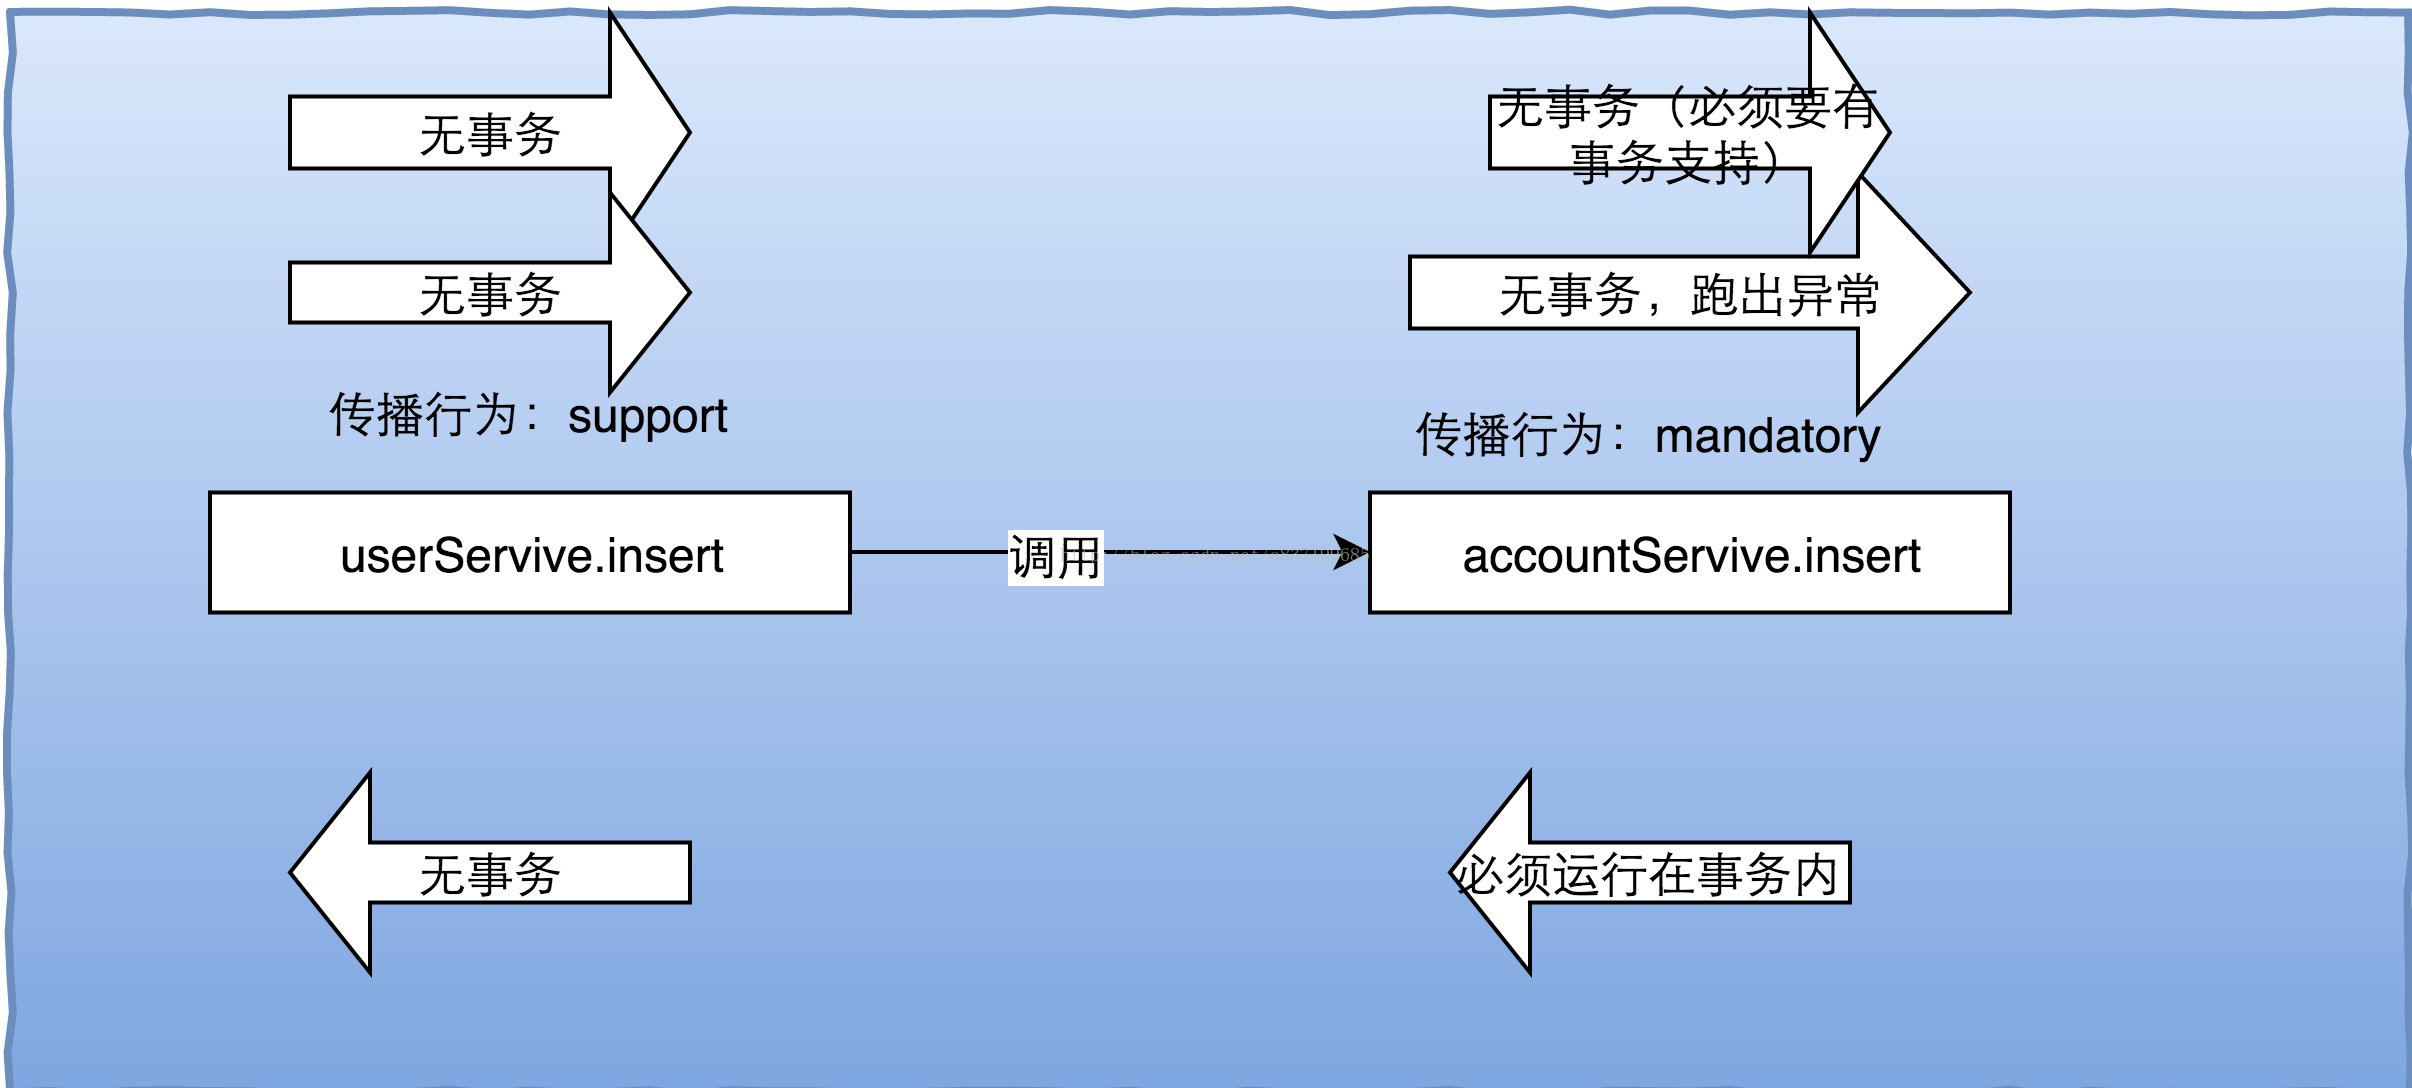 无事务
无事务（必须要有
事务支持）
无事务
无事务，跑出异常
传播行为：support
传播行为：mandatory
userServive.insert
调用
accountServive.insert
无事务
必须运行在事务内